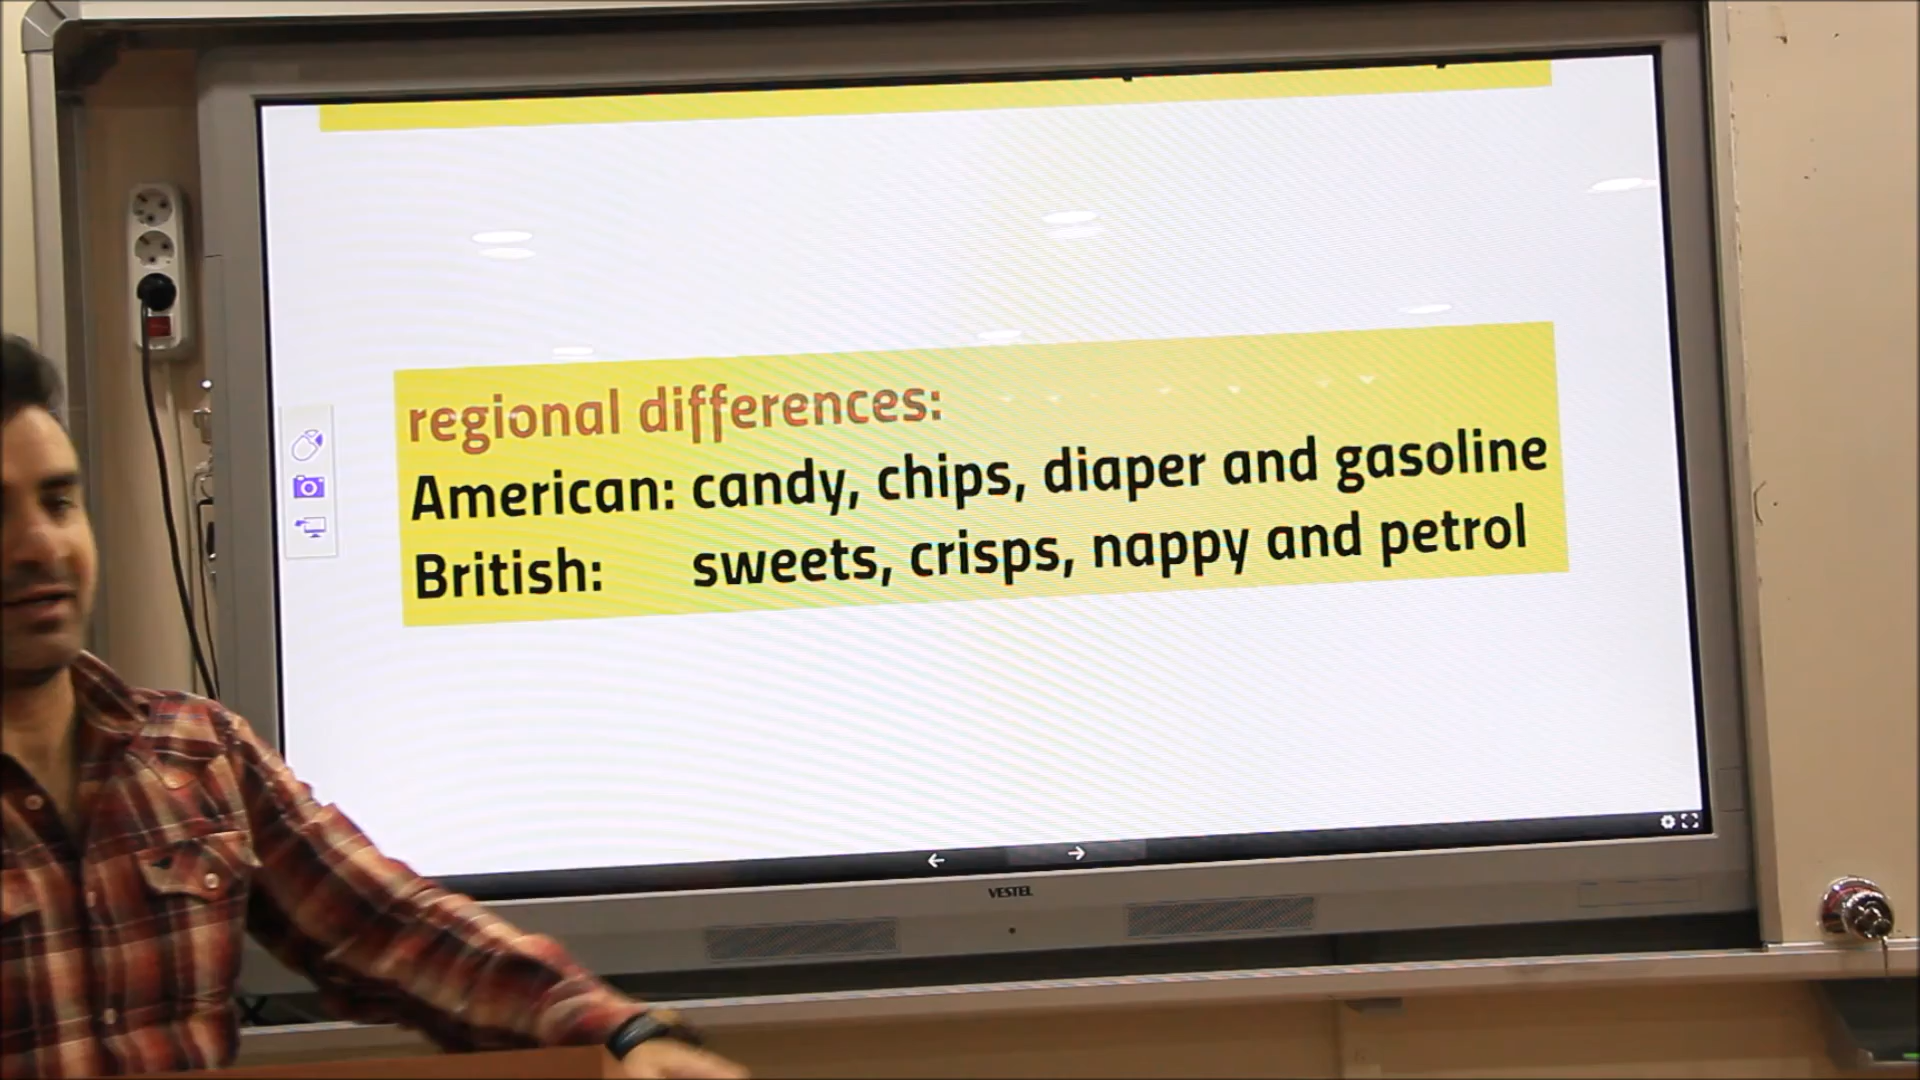 regional differences:
American: candy, chips, diaper and gasoline
British: sweets, crisps, nappy and petrol
VESTEL